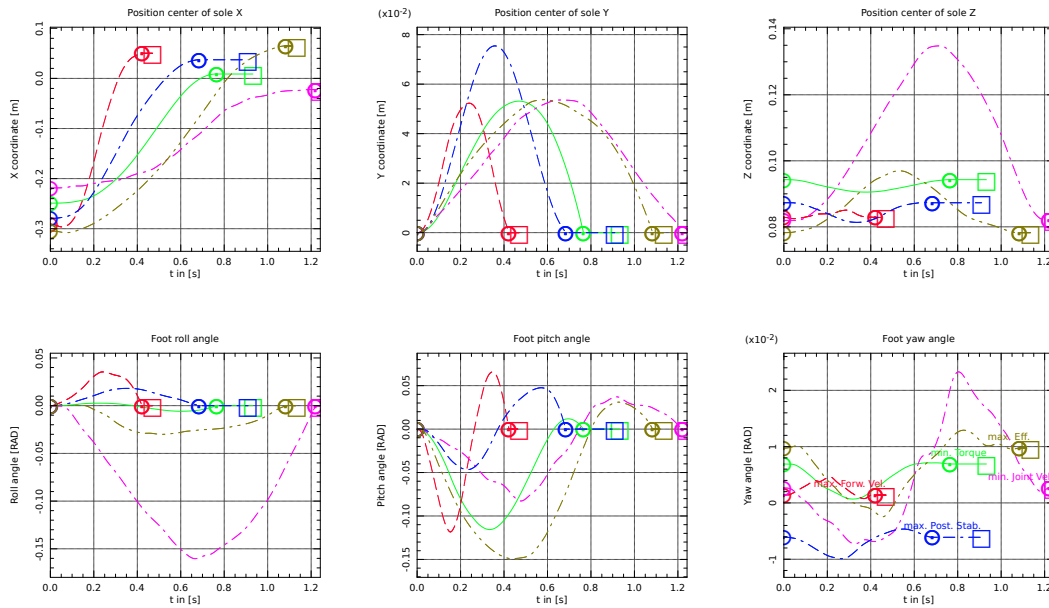 Position center of sole X
(x10⁻²) Position center of sole Y
Position center of sole Z
X coordinate [m]
0.1
0.0
-0.1
-0.2
-0.3
0.0 0.2 0.4 0.6 0.8 1.0 1.2
t in [s]
Y coordinate [m]
8
6
4
2
0
0.0 0.2 0.4 0.6 0.8 1.0 1.2
t in [s]
Z coordinate [m]
0.14
0.12
0.10
0.08
0.0 0.2 0.4 0.6 0.8 1.0 1.2
t in [s]
Foot roll angle
Foot pitch angle
(x10⁻²) Foot yaw angle
Roll angle [RAD]
0.05
0.00
-0.05
-0.10
-0.15
0.0 0.2 0.4 0.6 0.8 1.0 1.2
t in [s]
Pitch angle [RAD]
0.05
0.00
-0.05
-0.10
-0.15
0.0 0.2 0.4 0.6 0.8 1.0 1.2
t in [s]
Yaw angle [RAD]
2
1
0
-1
max. Eff.
min. Torque
min. Joint Vel.
max. Forw. Vel.
max. Post. Stab.
0.0 0.2 0.4 0.6 0.8 1.0 1.2
t in [s]